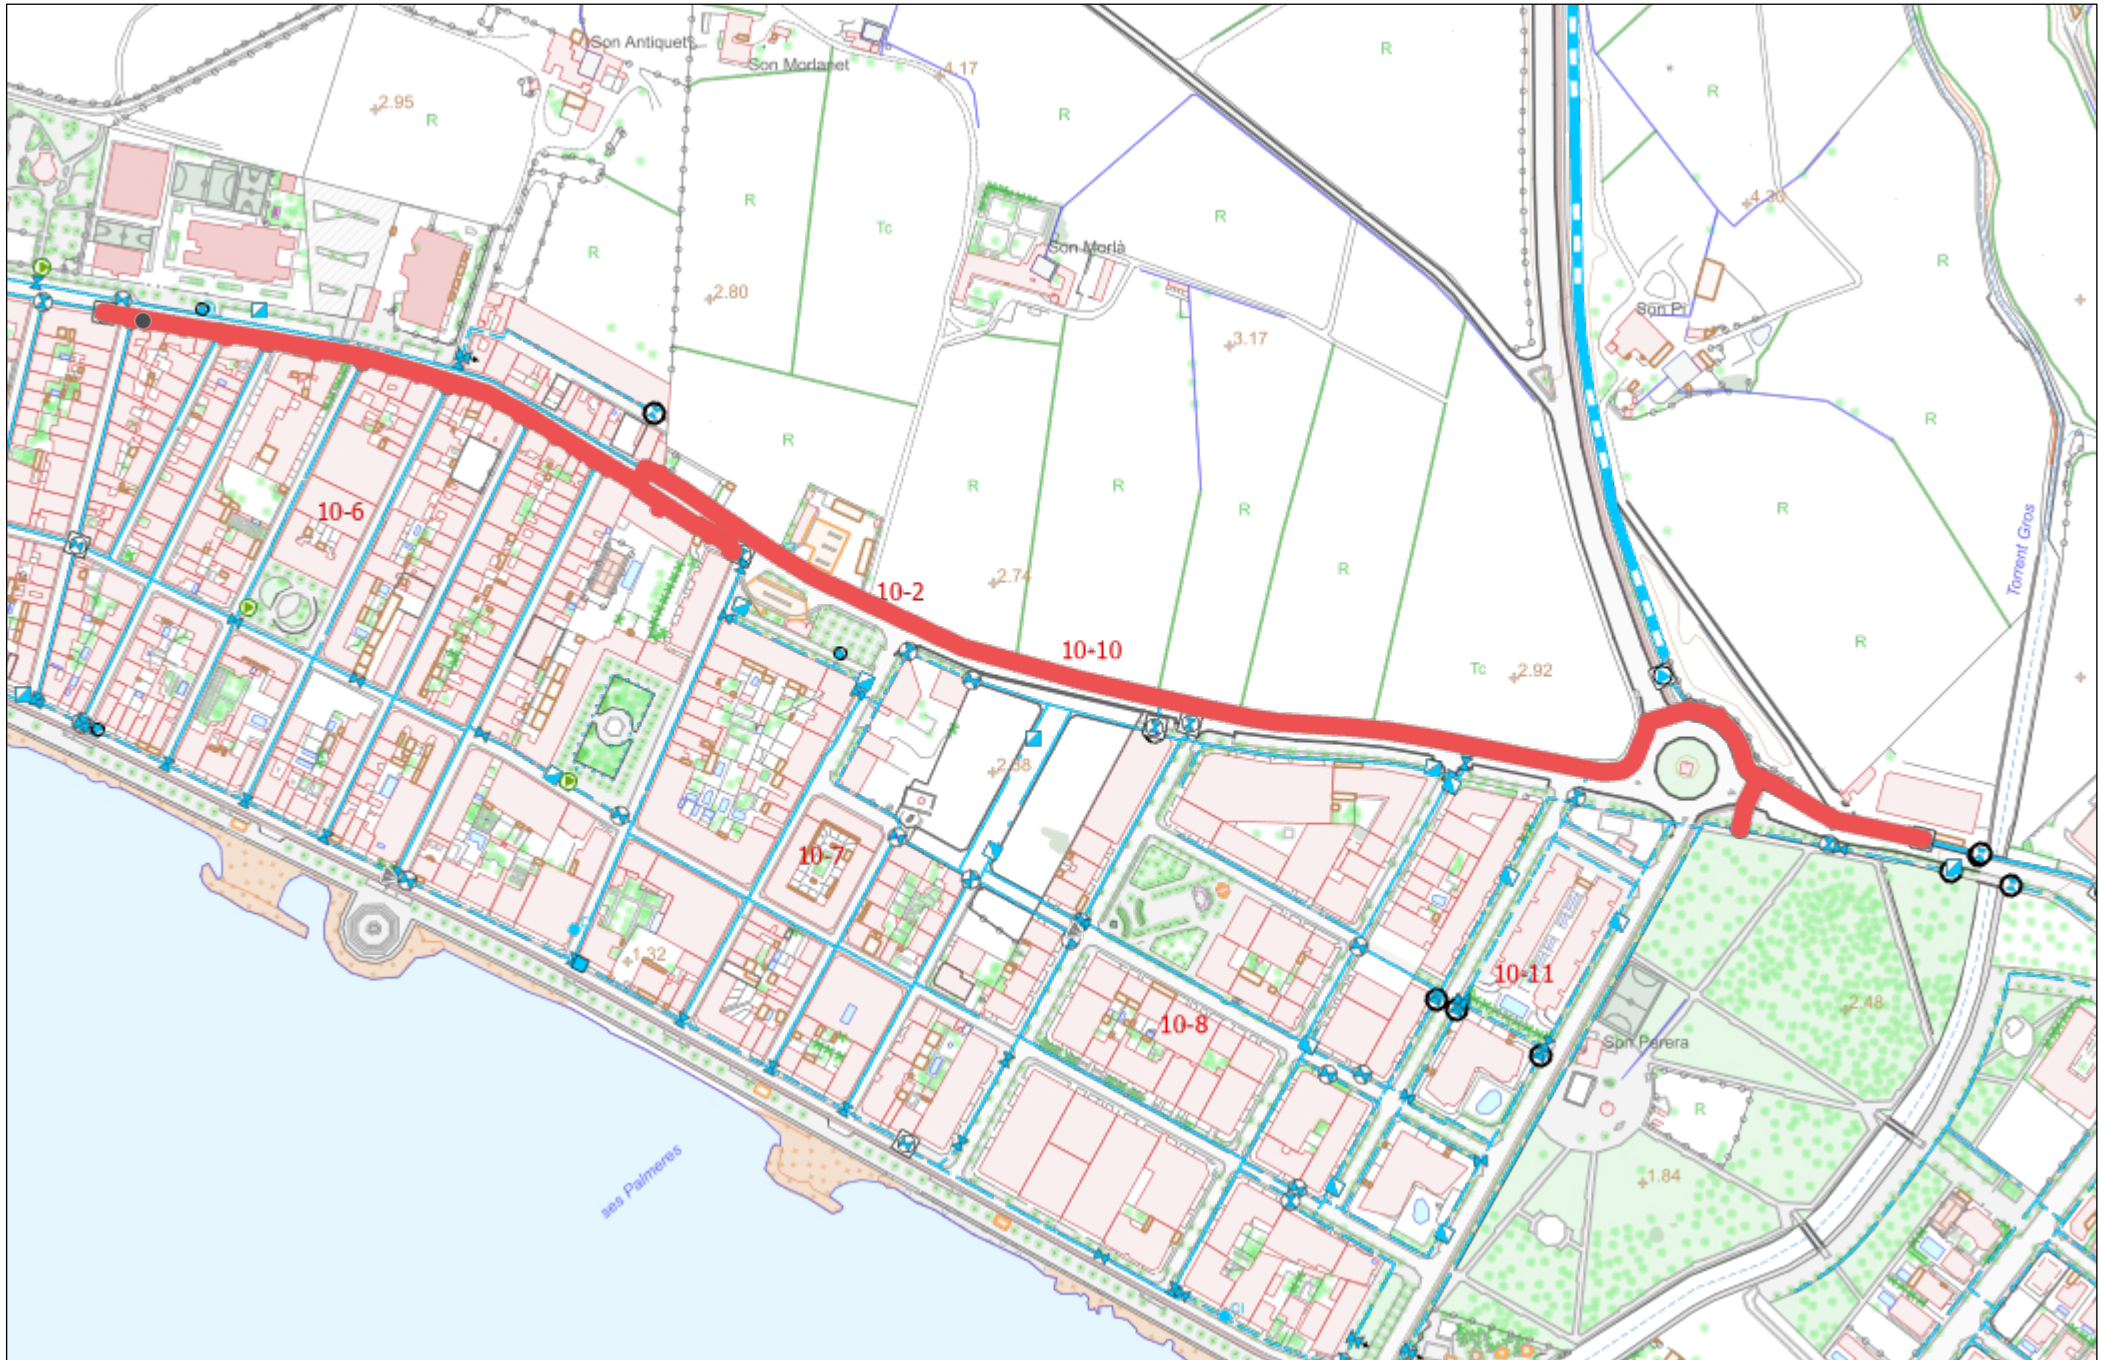 Son Antiquets
Son Morlanet
4.17
R
2.95
R
R
R
R
4.30
R
R
Tc
Son Morlà
R
R
2.80
Son Pi
3.17
R
R
10-6
R
R
R
R
Torrent Gros
R
2.74
10-2
10-10
R
Tc
2.92
2.38
10-7
1.32
10-11
2.48
10-8
Son Perera
R
ses Palmeres
1.84
CI